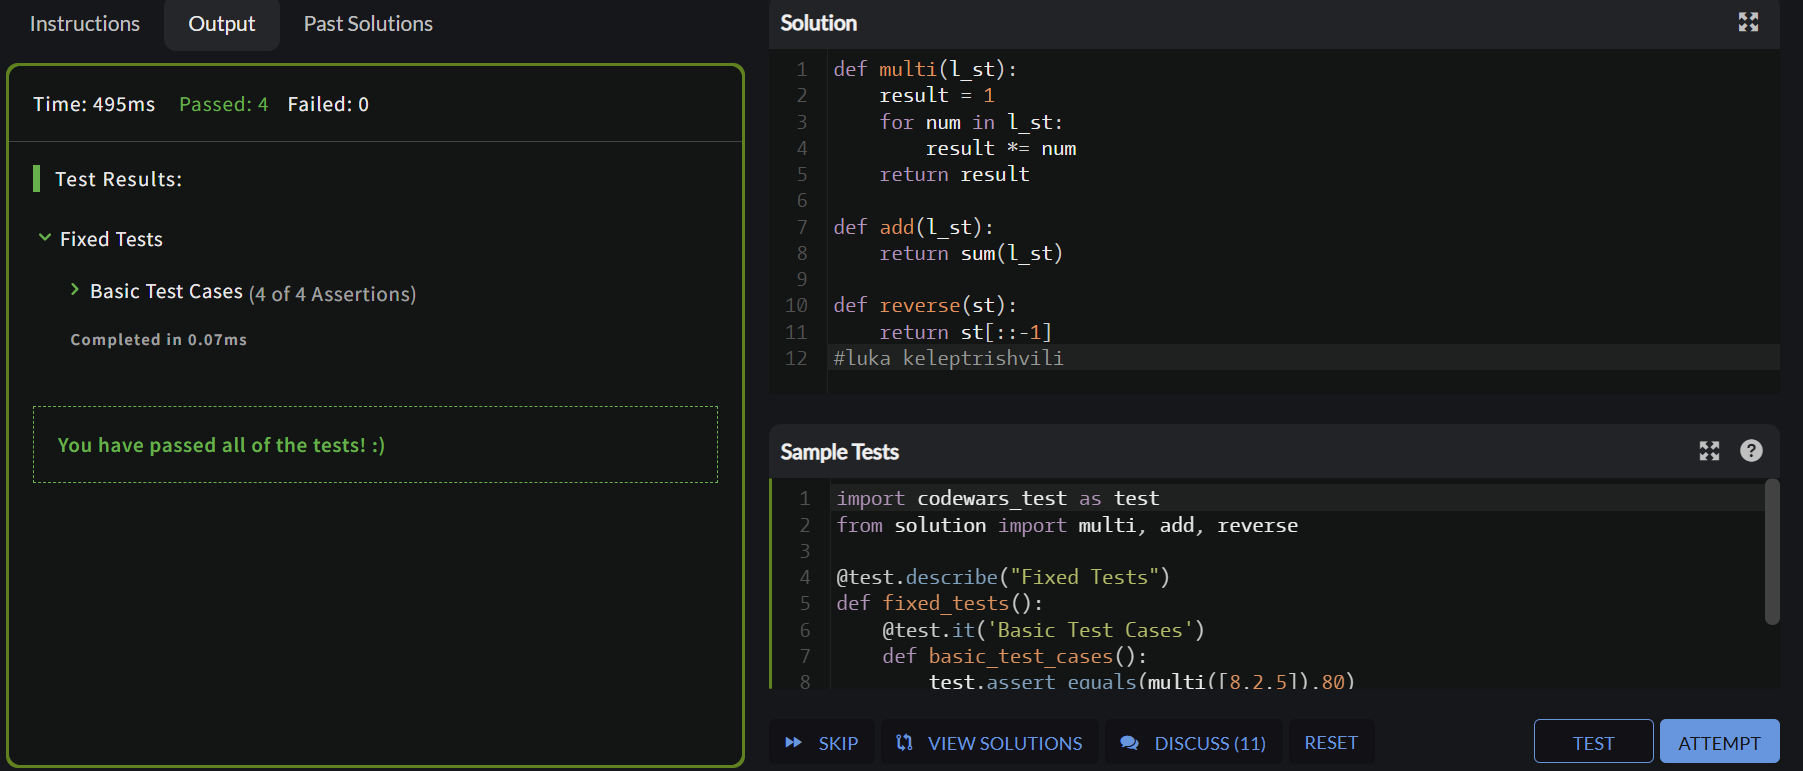 Instructions
Output
Past Solutions
Time: 495ms Passed: 4 Failed: 0
Test Results:
Fixed Tests
Basic Test Cases (4 of 4 Assertions)
Completed in 0.07ms
You have passed all of the tests! :)
Solution
1 def multi(l_st):
2     result = 1
3     for num in l_st:
4         result *= num
5     return result
6
7 def add(l_st):
8     return sum(l_st)
9
10 def reverse(st):
11     return st[::-1]
12 #luka keleptrishvili
Sample Tests
?
1 import codewars_test as test
2 from solution import multi, add, reverse
3
4 @test.describe("Fixed Tests")
5 def fixed_tests():
6     @test.it('Basic Test Cases')
7     def basic_test_cases():
8         test.assert_equals(multi([8,2,5]),80)
SKIP
VIEW SOLUTIONS
DISCUSS (11)
RESET
TEST
ATTEMPT